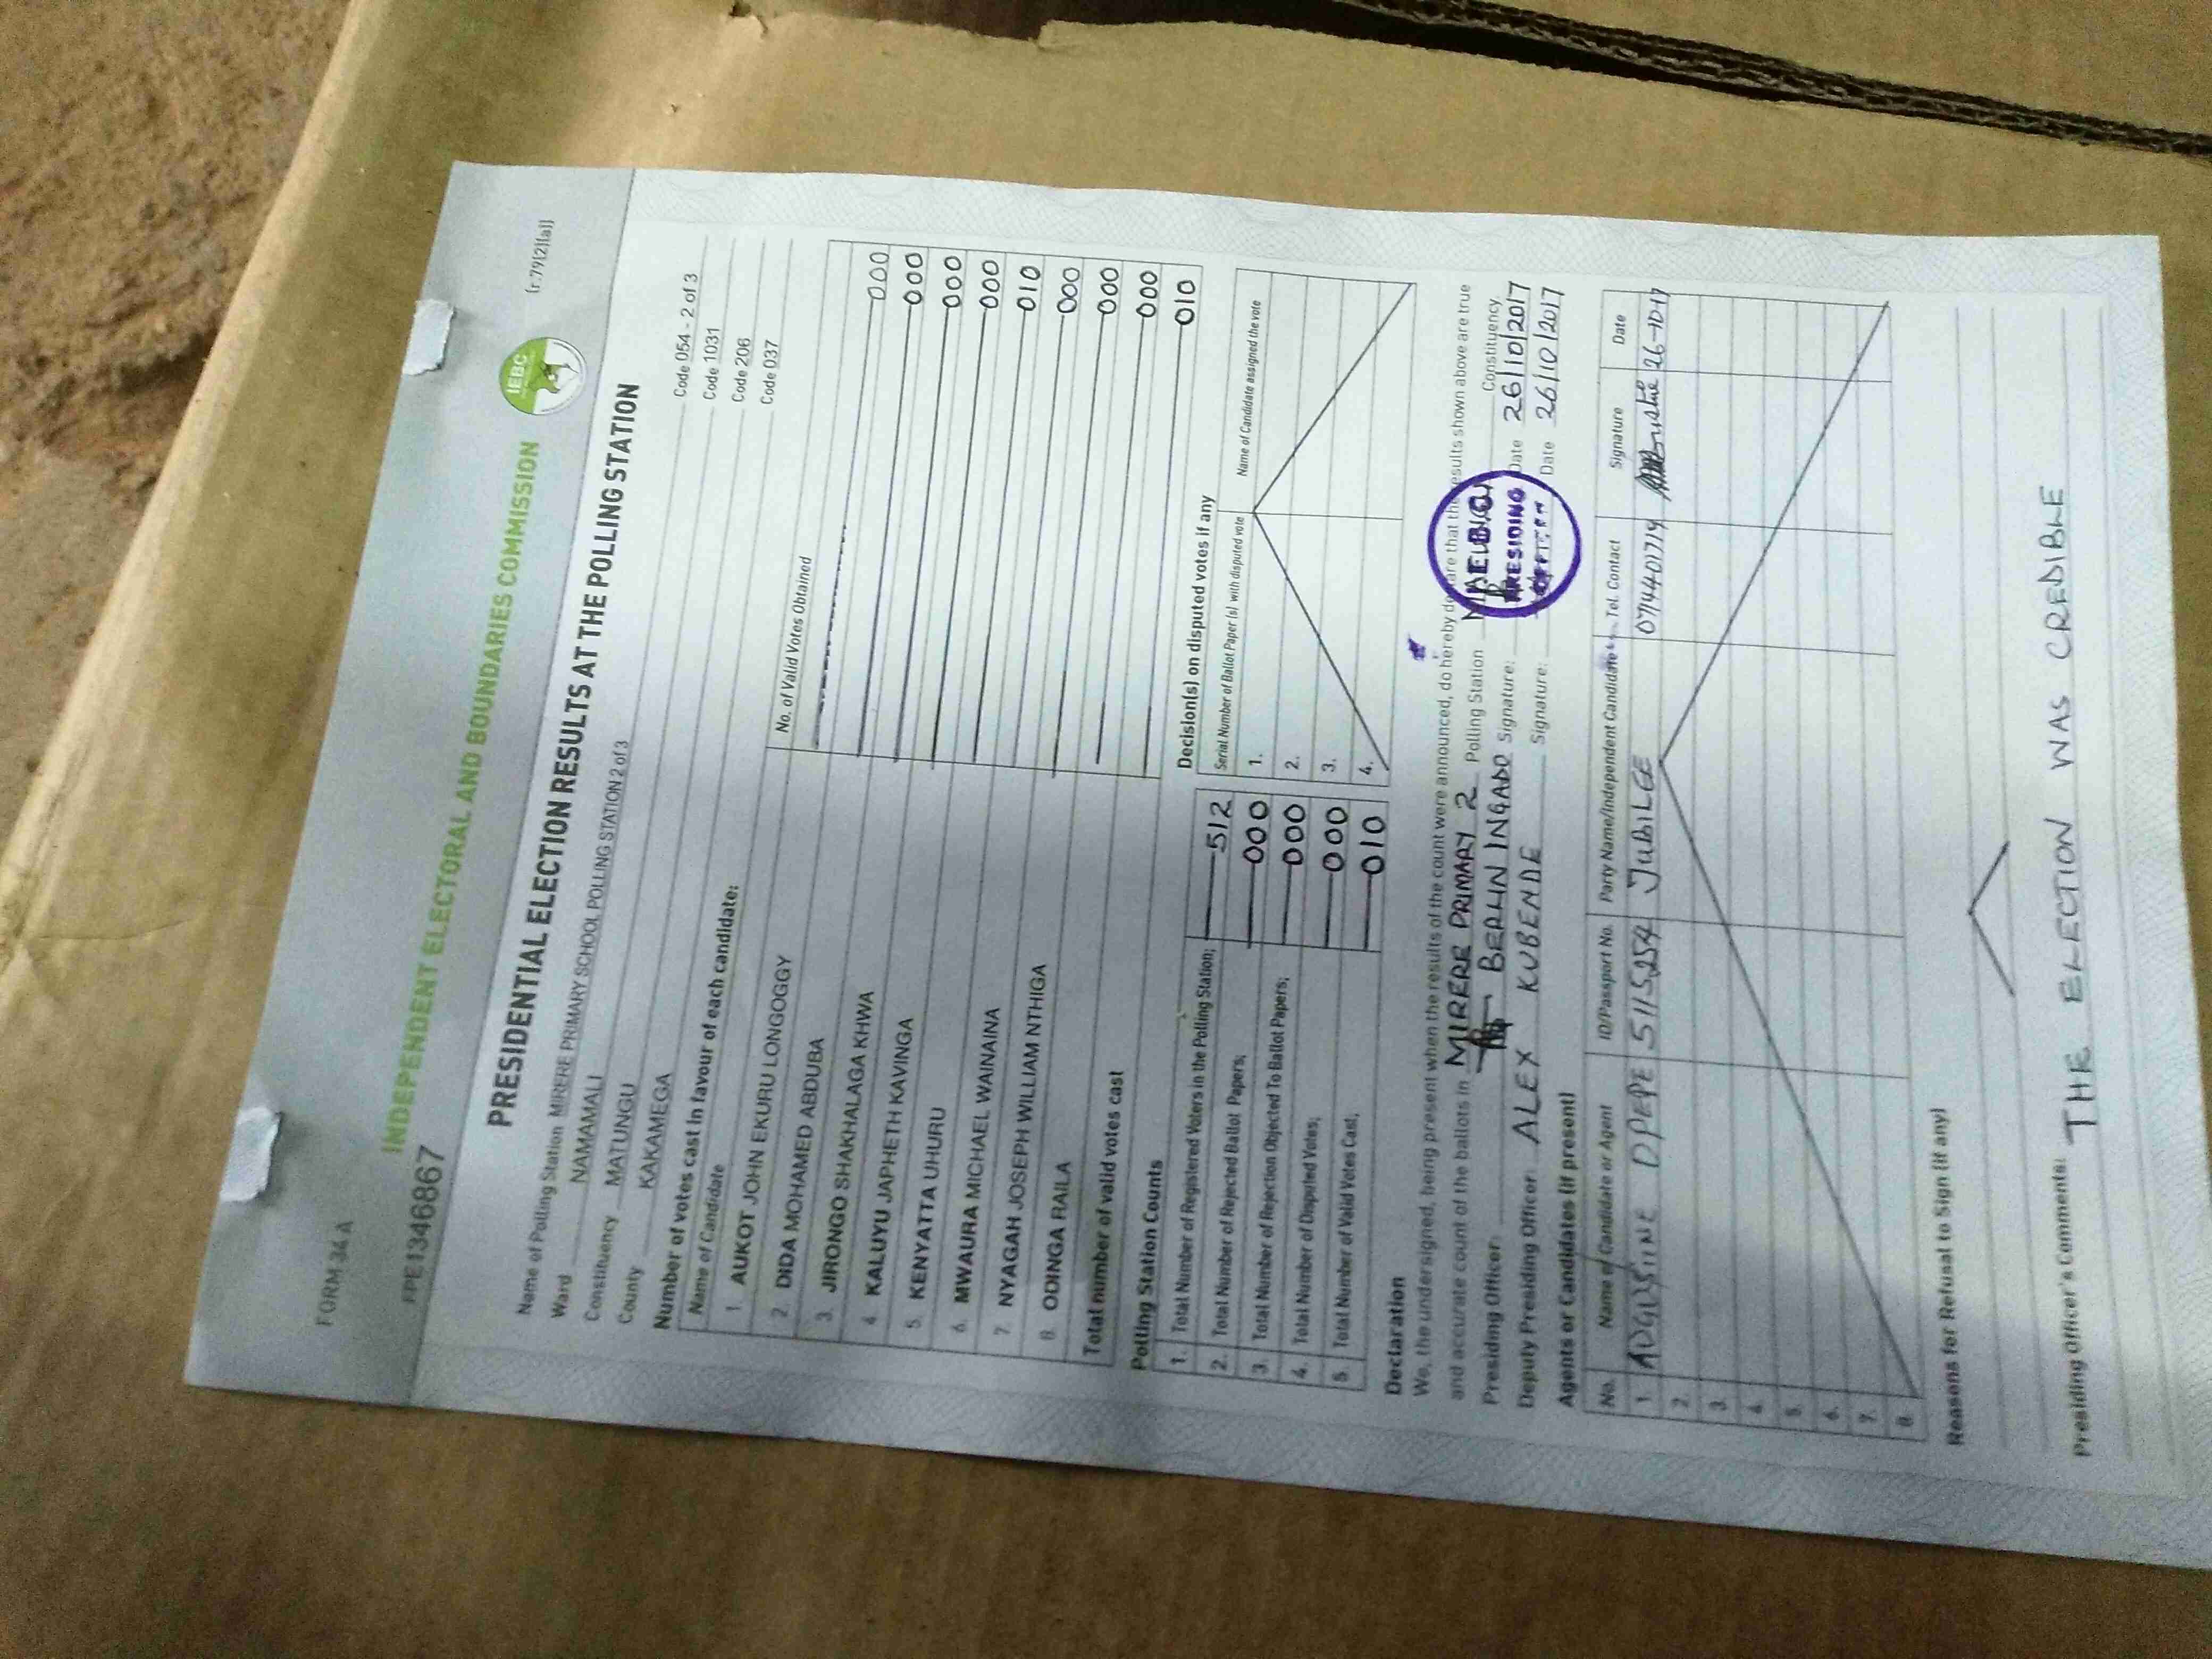 FORM 34 A
(r.79(2)(a))
PPE1346867
INDEPENDENT ELECTORAL AND BOUNDARIES COMMISSION
IEBC
PRESIDENTIAL ELECTION RESULTS AT THE POLLING STATION
Name of Polling Station MIRERE PRIMARY SCHOOL POLLING STATION 2 of 3 Code 054 - 2 of 3
Ward NAMAMALI Code 1031
Constituency MATUNGU Code 206
County KAKAMEGA Code 037
Number of votes cast in favour of each candidate:
Name of Candidate No. of Valid Votes Obtained
1. AUKOT JOHN EKURU LONGOGGY 000
2. DIDA MOHAMED ABDUBA 000
3. JIRONGO SHAKHALAGA KHWA 000
4. KALUYU JAPHETH KAVINGA 000
5. KENYATTA UHURU 010
6. MWAURA MICHAEL WAINAINA 000
7. NYAGAH JOSEPH WILLIAM NTHIGA 000
8. ODINGA RAILA 000
Total number of valid votes cast 010
Polling Station Counts
1. Total Number of Registered Voters in the Polling Station; 512
2. Total Number of Rejected Ballot Papers; 000
3. Total Number of Rejection Objected To Ballot Papers; 000
4. Total Number of Disputed Votes; 000
5. Total Number of Valid Votes Cast; 010
Decision(s) on disputed votes if any
Serial Number of Ballot Paper (s) with disputed vote Name of Candidate assigned the vote
1.
2.
3.
4.
Declaration
We, the undersigned, being present when the results of the count were announced, do hereby declare that the results shown above are true
and accurate count of the ballots in MIRERE PRIMARY 2 Polling Station Constituency.
Presiding Officer: BERLIN INGADO Signature: Date 26/10/2017
Deputy Presiding Officer: ALEX KUBENDE Signature: Date 26/10/2017
PRESIDING
Agents or Candidates (if present)
No. Name of Candidate or Agent ID/Passport No. Party Name/Independent Candidate Tel. Contact Signature Date
1 AUGUSTINE OPEPE 5115254 JUBILEE 0714401719 26-10-17
2.
3.
4.
5.
6.
7.
8.
Reasons for Refusal to Sign (if any)
Presiding Officer's Comments: THE ELECTION WAS CREDIBLE